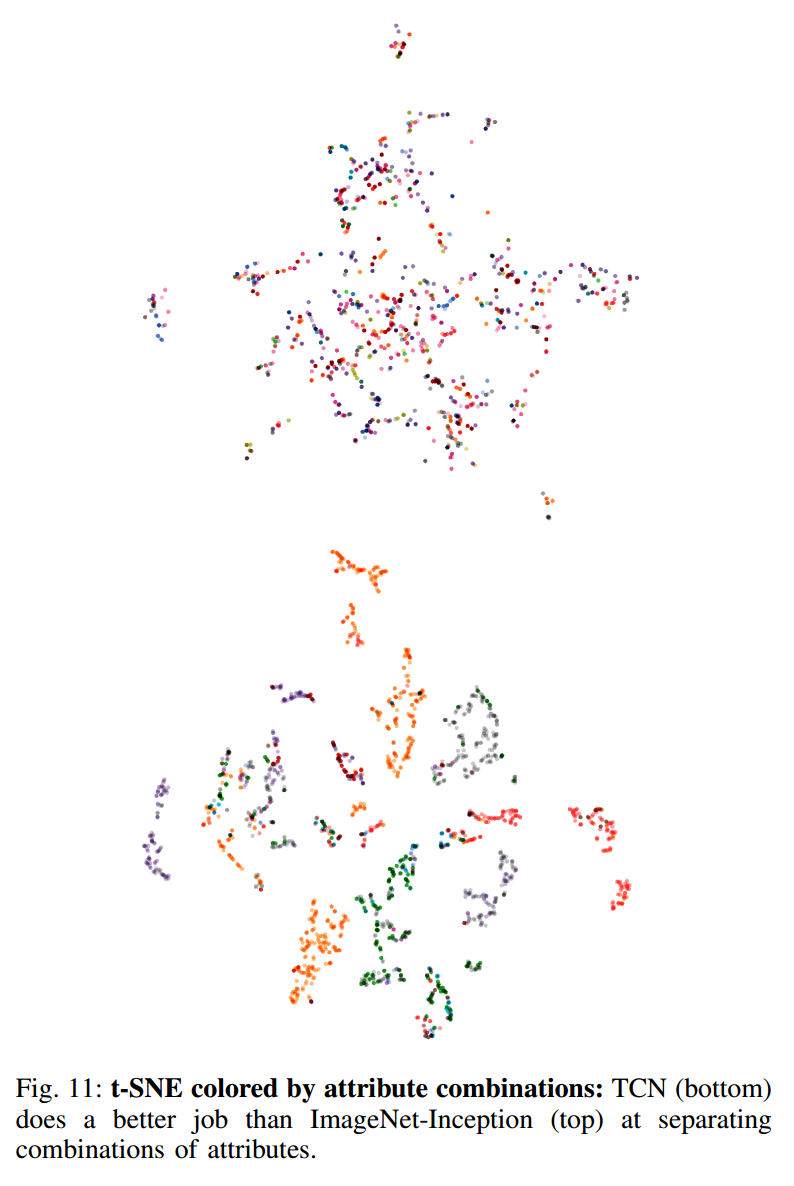 Fig. 11: t-SNE colored by attribute combinations: TCN (bottom)
does a better job than ImageNet-Inception (top) at separating
combinations of attributes.